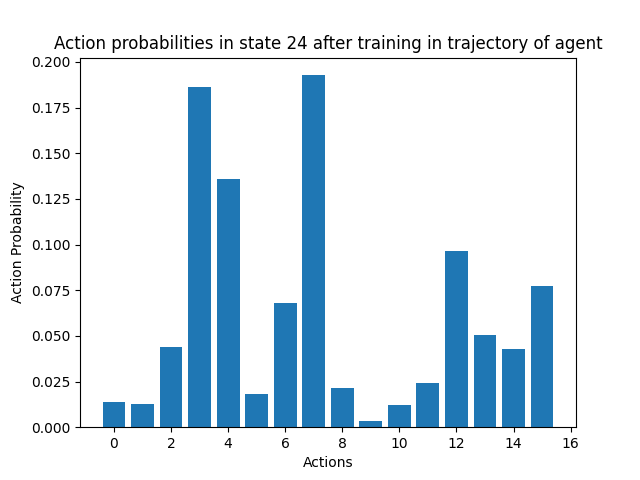 Action probabilities in state 24 after training in trajectory of agent
0.200
0.175
0.150
0.125
0.100
0.075
0.050
0.025
0.000
Action Probability
0 2 4 6 8 10 12 14 16
Actions